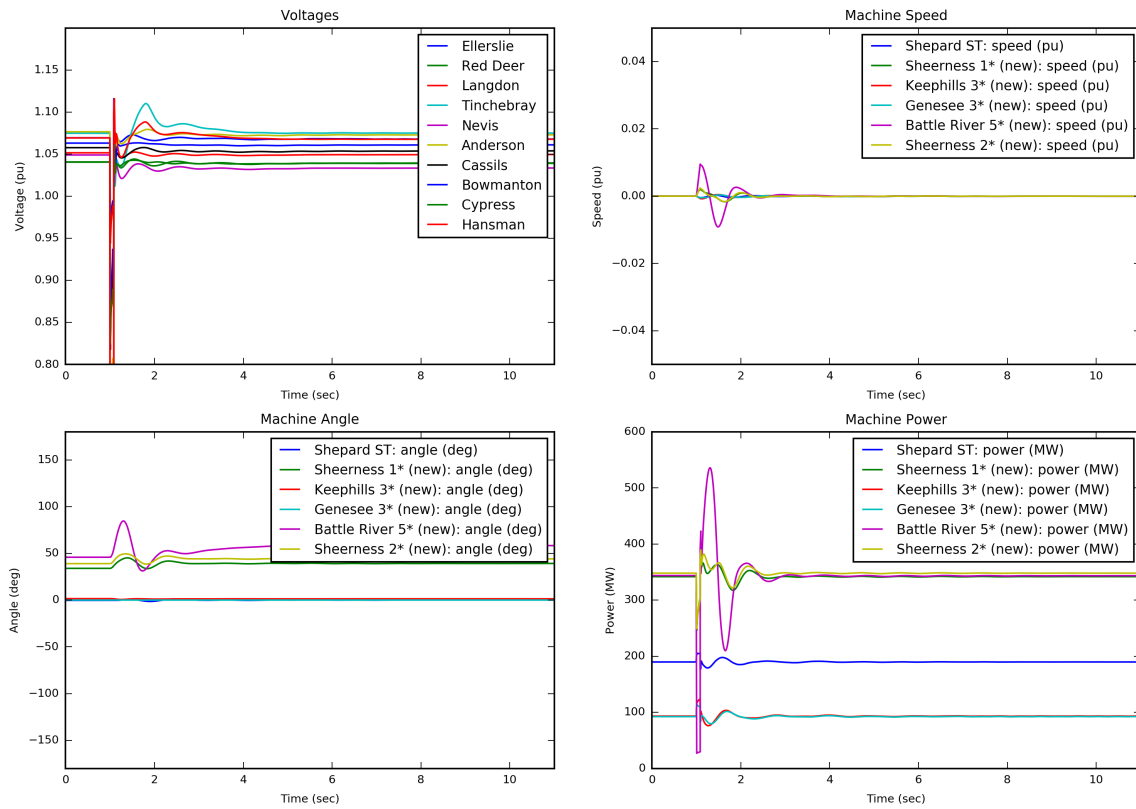 Voltages
1.15
1.10
1.05
1.00
0.95
0.90
0.85
0.80
Voltage (pu)
0 2 4 6 8 10
Time (sec)
Ellerslie
Red Deer
Langdon
Tinchebray
Nevis
Anderson
Cassils
Bowmanton
Cypress
Hansman
Machine Speed
0.04
0.02
0.00
−0.02
−0.04
Speed (pu)
0 2 4 6 8 10
Time (sec)
Shepard ST: speed (pu)
Sheerness 1* (new): speed (pu)
Keephills 3* (new): speed (pu)
Genesee 3* (new): speed (pu)
Battle River 5* (new): speed (pu)
Sheerness 2* (new): speed (pu)
Machine Angle
150
100
50
0
−50
−100
−150
Angle (deg)
0 2 4 6 8 10
Time (sec)
Shepard ST: angle (deg)
Sheerness 1* (new): angle (deg)
Keephills 3* (new): angle (deg)
Genesee 3* (new): angle (deg)
Battle River 5* (new): angle (deg)
Sheerness 2* (new): angle (deg)
Machine Power
600
500
400
300
200
100
0
Power (MW)
0 2 4 6 8 10
Time (sec)
Shepard ST: power (MW)
Sheerness 1* (new): power (MW)
Keephills 3* (new): power (MW)
Genesee 3* (new): power (MW)
Battle River 5* (new): power (MW)
Sheerness 2* (new): power (MW)